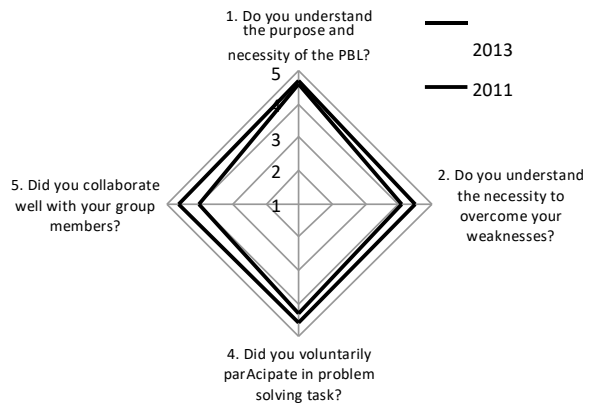 1. Do you understand
the purpose and
necessity of the PBL?
2013
2011
5
4
3
2
1
2. Do you understand
the necessity to
overcome your
weaknesses?
5. Did you collaborate
well with your group
members?
4. Did you voluntarily
parAcipate in problem
solving task?